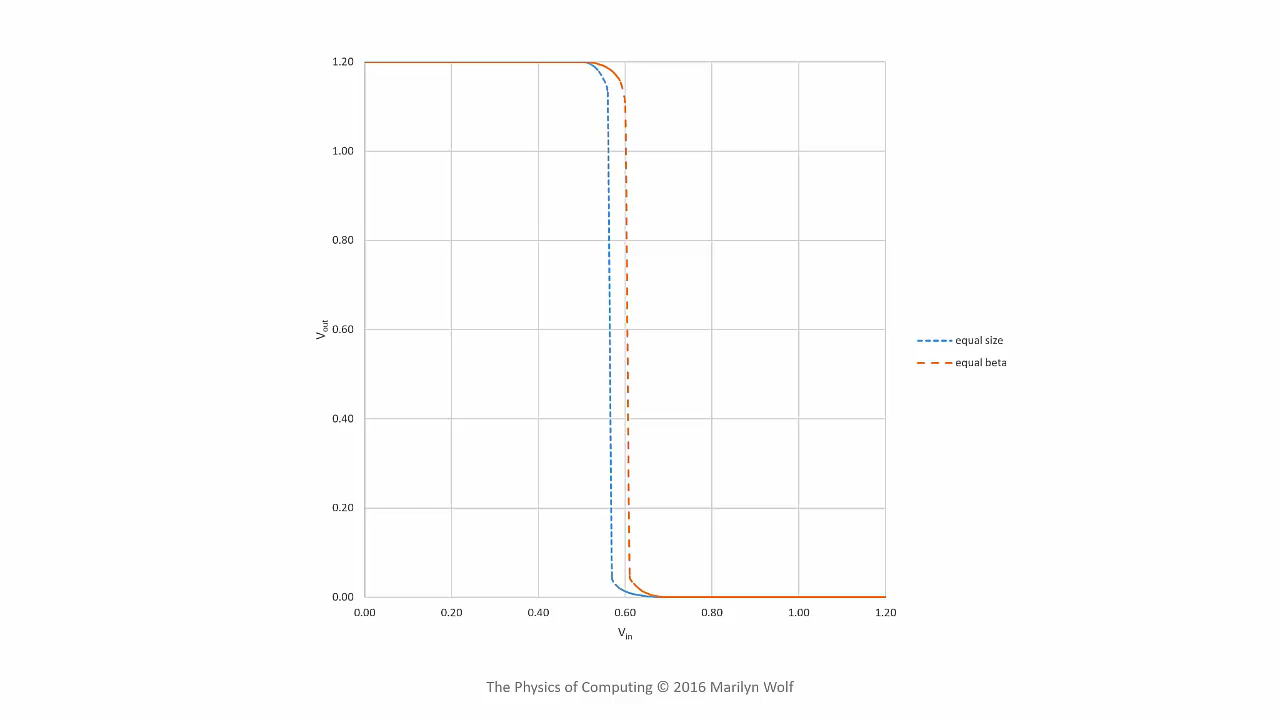 1.20
1.00
0.80
0.60
0.40
0.20
0.00
Vout
0.00 0.20 0.40 0.60 0.80 1.00 1.20
Vin
equal size
equal beta
The Physics of Computing © 2016 Marilyn Wolf